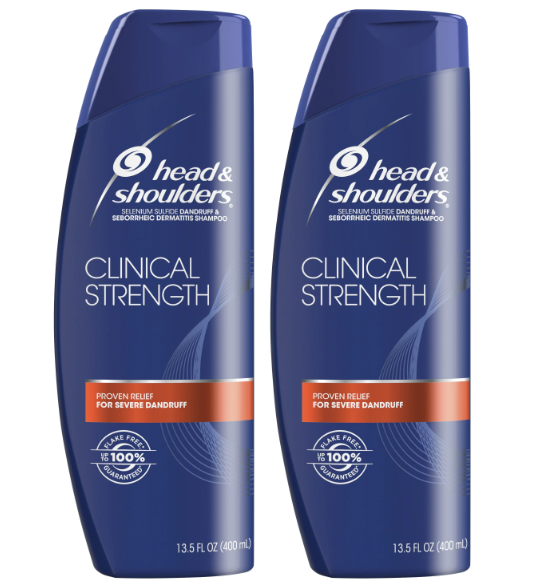 head &
shoulders®
SELENIUM SULFIDE DANDRUFF &
SEBORRHEIC DERMATITIS SHAMPOO
CLINICAL
STRENGTH
PROVEN RELIEF
FOR SEVERE DANDRUFF
FLAKE FREE*
UP TO 100%
GUARANTEED*
13.5 FL OZ (400 mL)
head &
shoulders®
SELENIUM SULFIDE DANDRUFF &
SEBORRHEIC DERMATITIS SHAMPOO
CLINICAL
STRENGTH
PROVEN RELIEF
FOR SEVERE DANDRUFF
FLAKE FREE*
UP TO 100%
GUARANTEED*
13.5 FL OZ (400 mL)